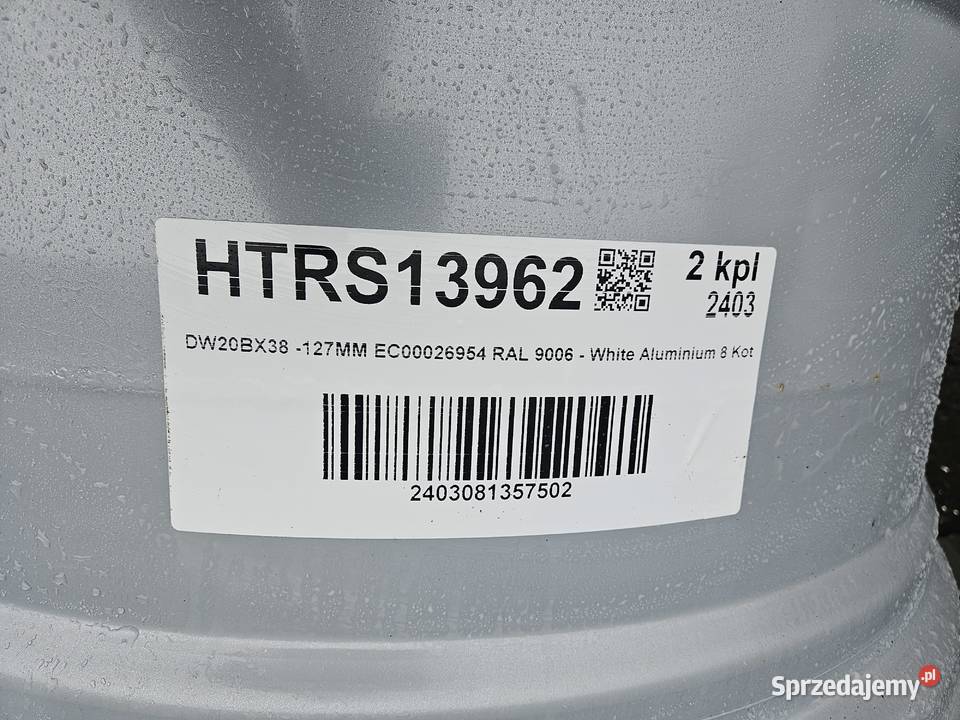 HTRS13962
2 kpl
2403
DW20BX38 -127MM EC00026954 RAL 9006 - White Aluminium 8 Kot
2403081357502
Sprzedajemy.pl